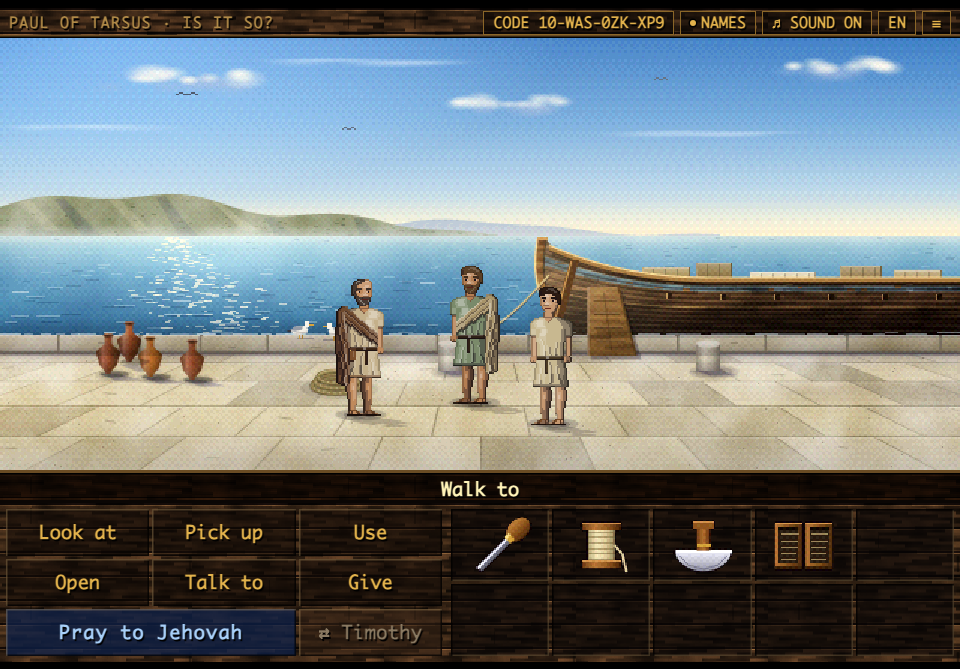 PAUL OF TARSUS · IS IT SO?
CODE 10-WAS-0ZK-XP9
• NAMES
♬ SOUND ON
EN
≡
Walk to
Look at
Pick up
Use
Open
Talk to
Give
Pray to Jehovah
⇄ Timothy